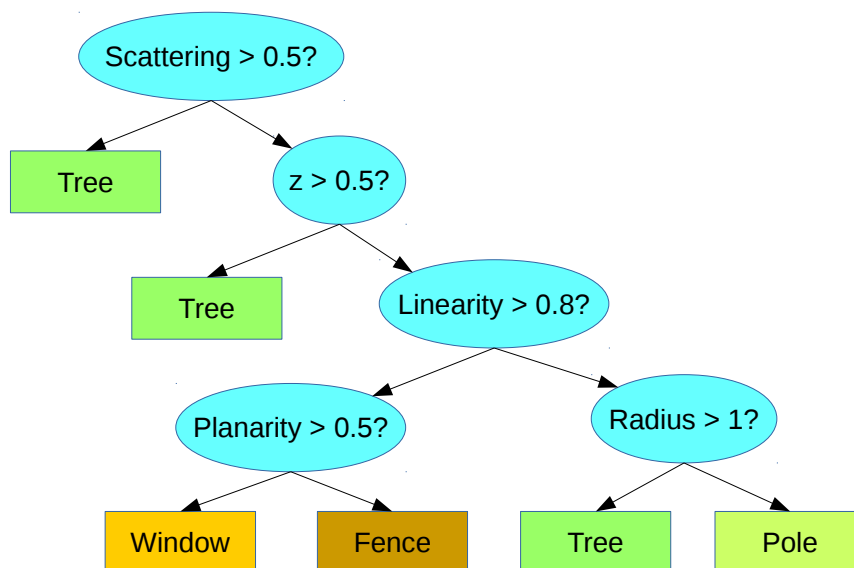 Scattering > 0.5?
Tree
z > 0.5?
Tree
Linearity > 0.8?
Planarity > 0.5?
Radius > 1?
Window
Fence
Tree
Pole